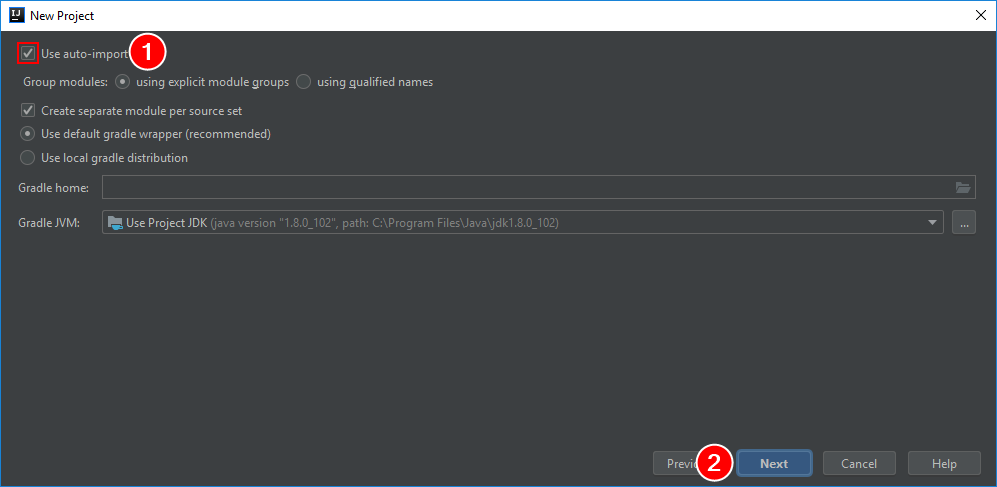 IJ New Project
Use auto-import 1
Group modules: using explicit module groups using qualified names
Create separate module per source set
Use default gradle wrapper (recommended)
Use local gradle distribution
Gradle home:
Gradle JVM: Use Project JDK (java version "1.8.0_102", path: C:\Program Files\Java\jdk1.8.0_102) ...
Previ 2 Next Cancel Help